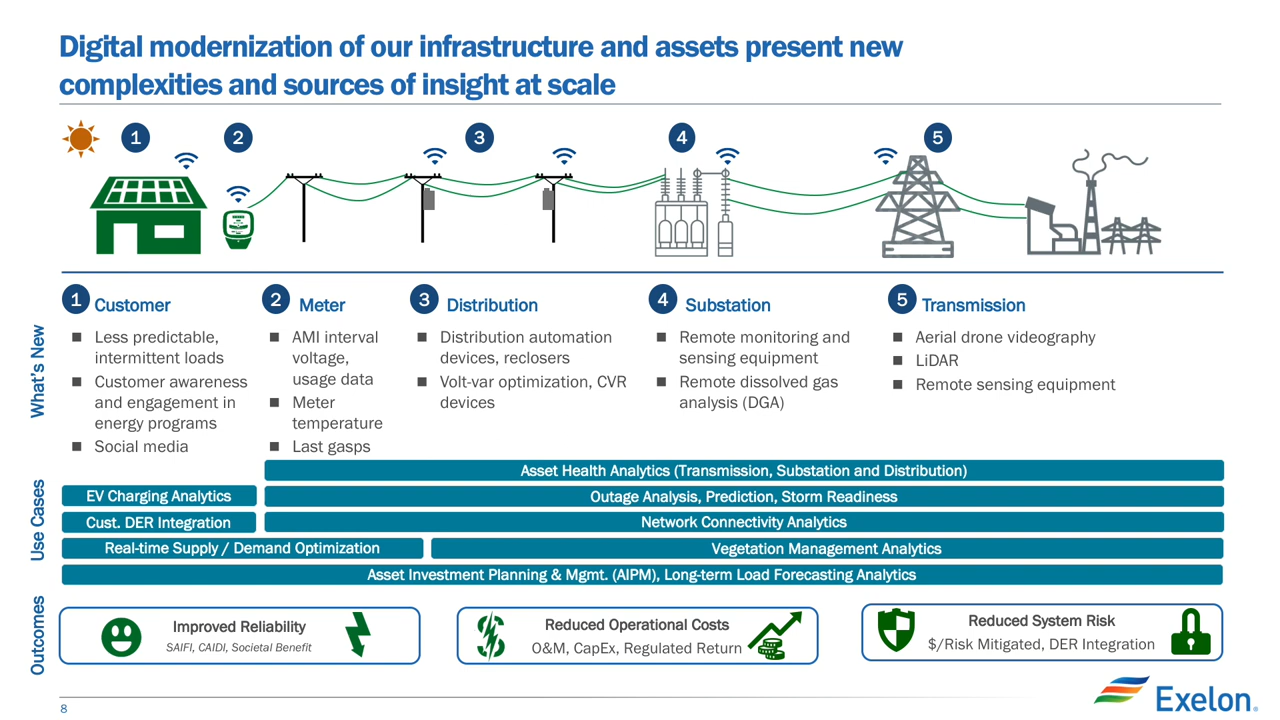 Digital modernization of our infrastructure and assets present new
complexities and sources of insight at scale
1
2
3
4
5
What's New
1 Customer
Less predictable,
intermittent loads
Customer awareness
and engagement in
energy programs
Social media
2 Meter
AMI interval
voltage,
usage data
Meter
temperature
Last gasps
3 Distribution
Distribution automation
devices, reclosers
Volt-var optimization, CVR
devices
4 Substation
Remote monitoring and
sensing equipment
Remote dissolved gas
analysis (DGA)
5 Transmission
Aerial drone videography
LiDAR
Remote sensing equipment
Use Cases
Asset Health Analytics (Transmission, Substation and Distribution)
EV Charging Analytics
Outage Analysis, Prediction, Storm Readiness
Cust. DER Integration
Network Connectivity Analytics
Real-time Supply / Demand Optimization
Vegetation Management Analytics
Asset Investment Planning & Mgmt. (AIPM), Long-term Load Forecasting Analytics
Outcomes
Improved Reliability
SAIFI, CAIDI, Societal Benefit
Reduced Operational Costs
O&M, CapEx, Regulated Return
Reduced System Risk
$/Risk Mitigated, DER Integration
8
Exelon.